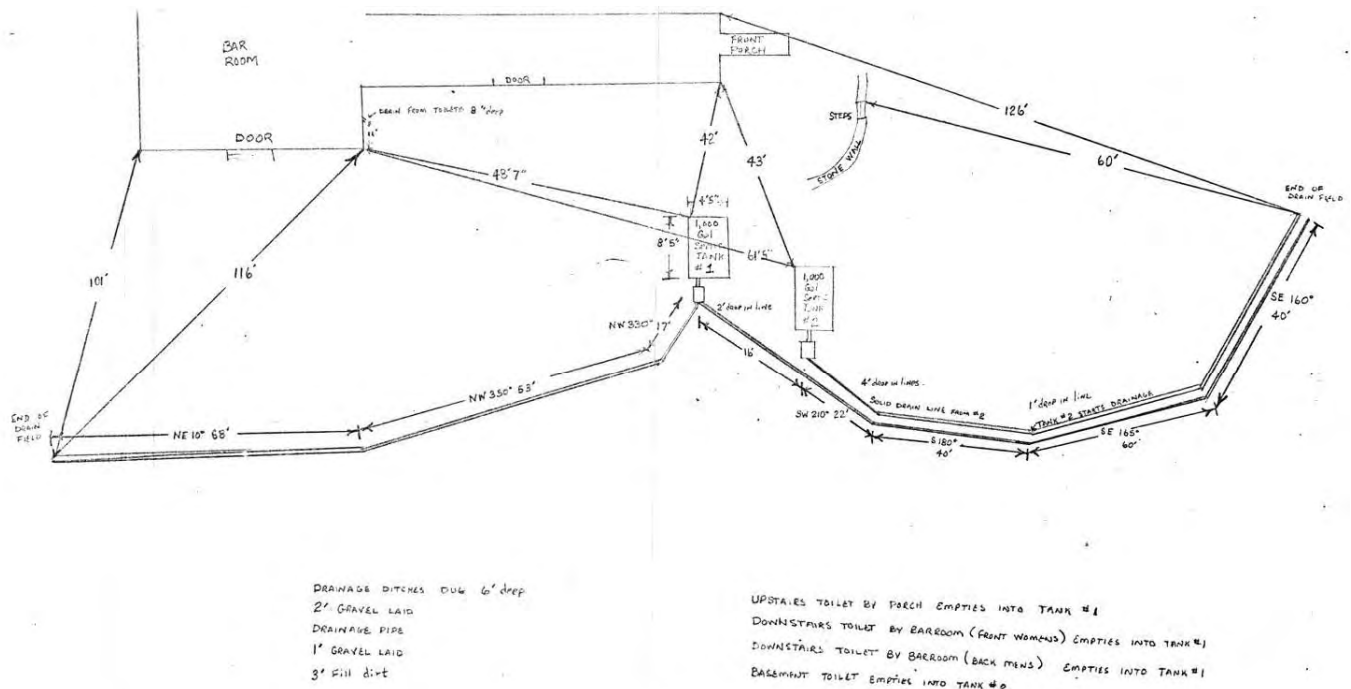 BAR
ROOM
FRONT
PORCH
DOOR
DRAIN FROM TOILETS 8" deep
DOOR
STEPS
STONE WALL
126'
60'
42'
43'
48'7"
4'5"
8'5"
1,000
Gal
SEPTIC
TANK
# 1
61'5"
1,000
Gal
SEPTIC
TANK
END OF
DRAIN FIELD
101'
116'
2' drop in line
NW 330° 17'
16'
SE 160°
40'
4' drop in lines
SOLID DRAIN LINE FROM #2
1' drop in line
TANK #2 STARTS DRAINAGE
NW 350° 53'
SW 210° 22'
END OF
DRAIN
FIELD
NE 10° 68'
S 180°
40'
SE 165°
60'
DRAINAGE DITCHES DUG 6' deep
2' GRAVEL LAID
DRAINAGE PIPE
1' GRAVEL LAID
3' Fill dirt
UPSTAIRS TOILET BY PORCH EMPTIES INTO TANK #1
DOWNSTAIRS TOILET BY BARROOM (FRONT WOMENS) EMPTIES INTO TANK #1
DOWNSTAIRS TOILET BY BARROOM (BACK MENS) EMPTIES INTO TANK #1
BASEMENT TOILET EMPTIES INTO TANK